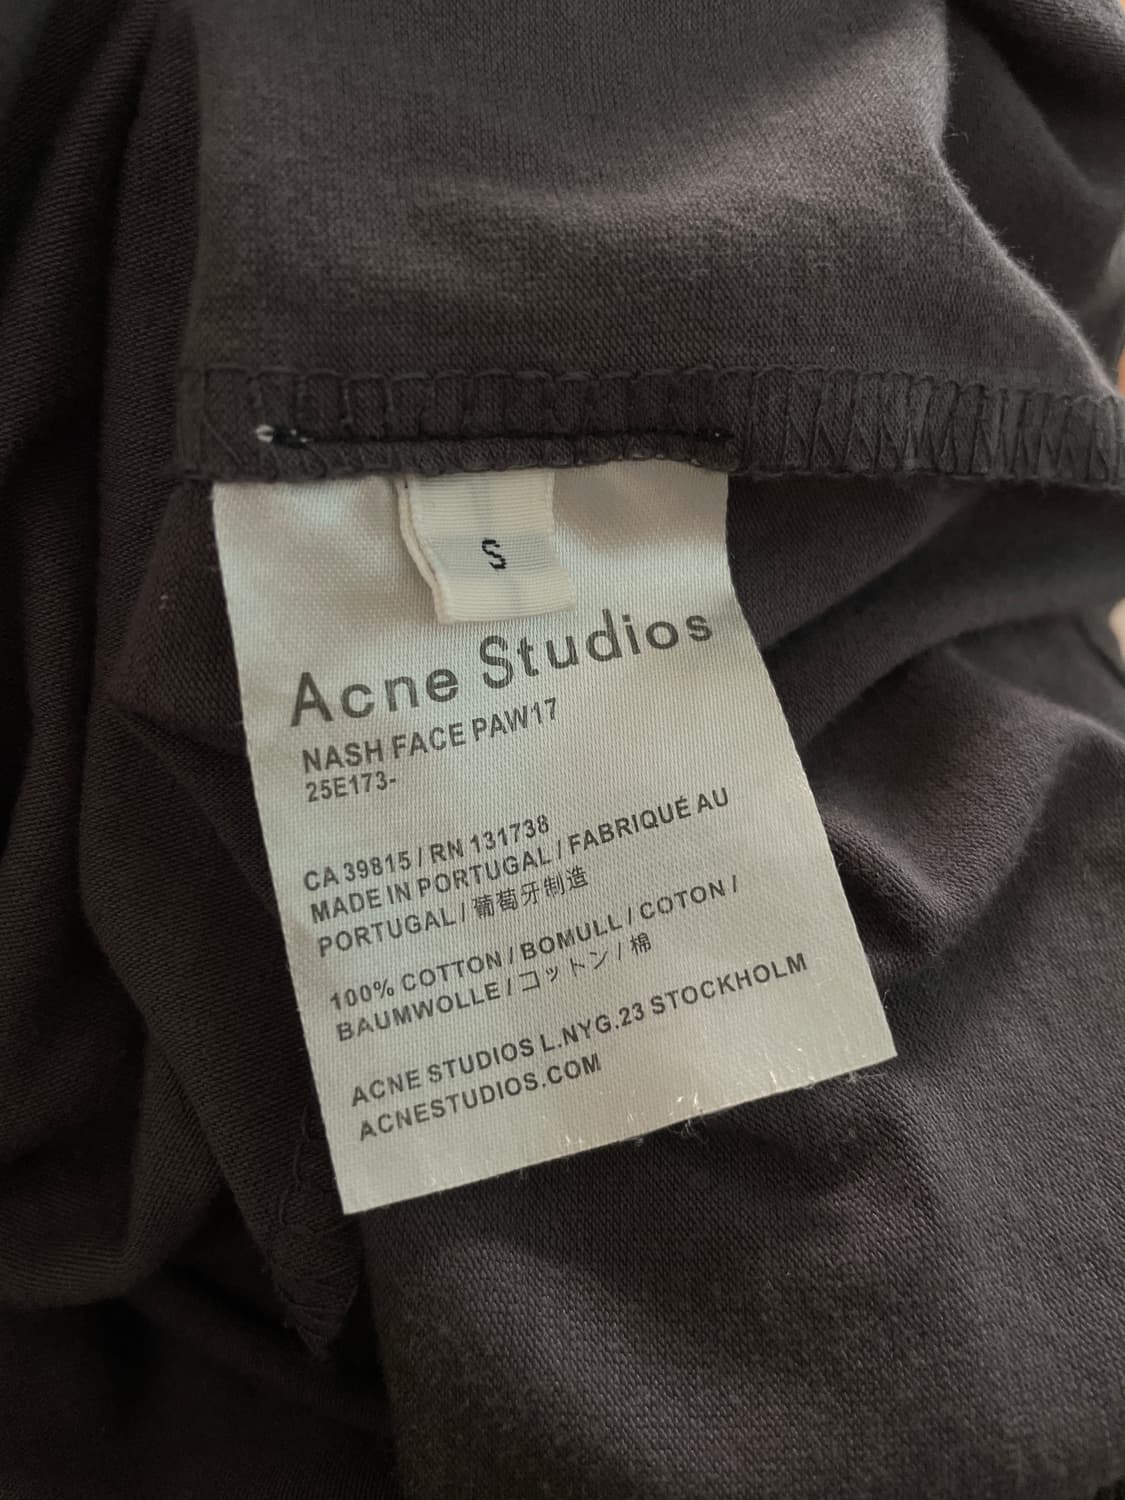 S
Acne Studios
NASH FACE PAW17
25E173-
CA 39815 / RN 131738
MADE IN PORTUGAL / FABRIQUÉ AU
PORTUGAL / 葡萄牙制造
100% COTTON / BOMULL / COTON /
BAUMWOLLE / コットン / 棉
ACNE STUDIOS L.NYG.23 STOCKHOLM
ACNESTUDIOS.COM